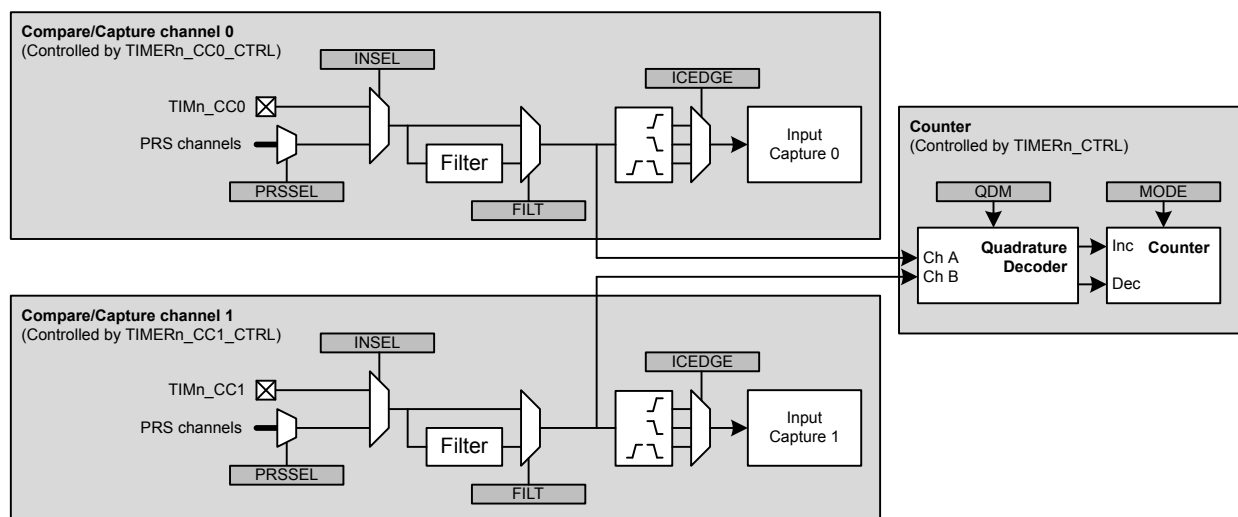 Compare/Capture channel 0
(Controlled by TIMERn_CC0_CTRL)
INSEL
ICEDGE
TIMn_CC0
PRS channels
Filter
Input
Capture 0
PRSSEL
FILT
Counter
(Controlled by TIMERn_CTRL)
QDM
MODE
Ch A
Ch B
Quadrature
Decoder
Inc
Counter
Dec
Compare/Capture channel 1
(Controlled by TIMERn_CC1_CTRL)
INSEL
ICEDGE
TIMn_CC1
PRS channels
Filter
Input
Capture 1
PRSSEL
FILT